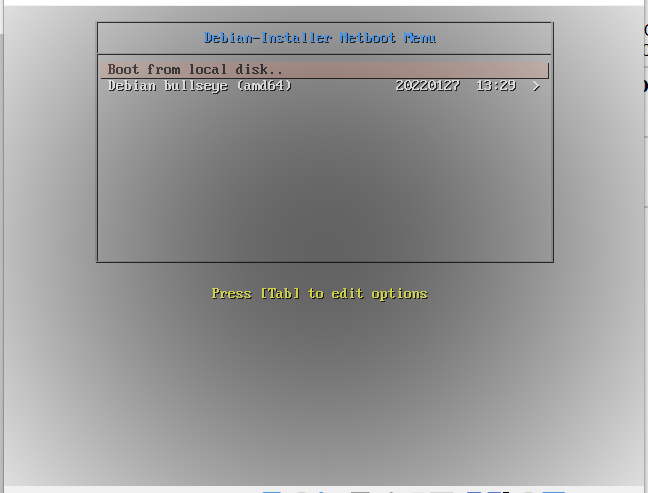 Debian-Installer Netboot Menu
Boot from local disk..
Debian bullseye (amd64) 20220127 13:29 >
Press [Tab] to edit options